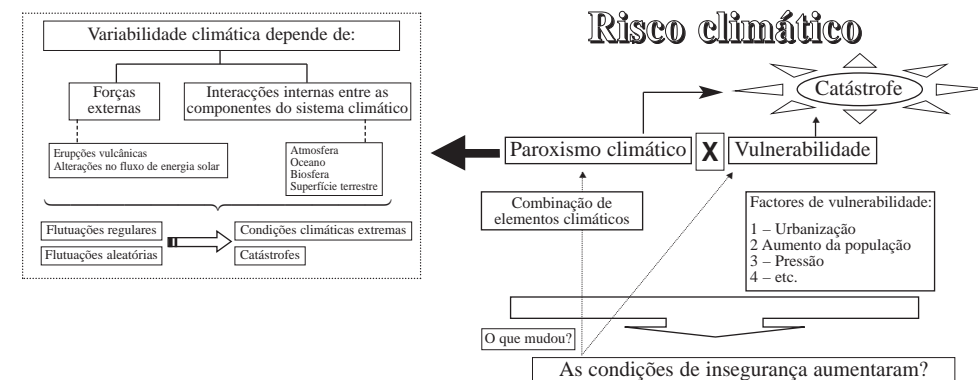 Risco climático
Variabilidade climática depende de:
Forças
externas
Interacções internas entre as
componentes do sistema climático
Erupções vulcânicas
Alterações no fluxo de energia solar
Atmosfera
Oceano
Biosfera
Superfície terrestre
Flutuações regulares
Flutuações aleatórias
Condições climáticas extremas
Catástrofes
Catástrofe
Paroxismo climático
X
Vulnerabilidade
Combinação de
elementos climáticos
Factores de vulnerabilidade:
1 – Urbanização
2 Aumento da população
3 – Pressão
4 – etc.
O que mudou?
As condições de insegurança aumentaram?